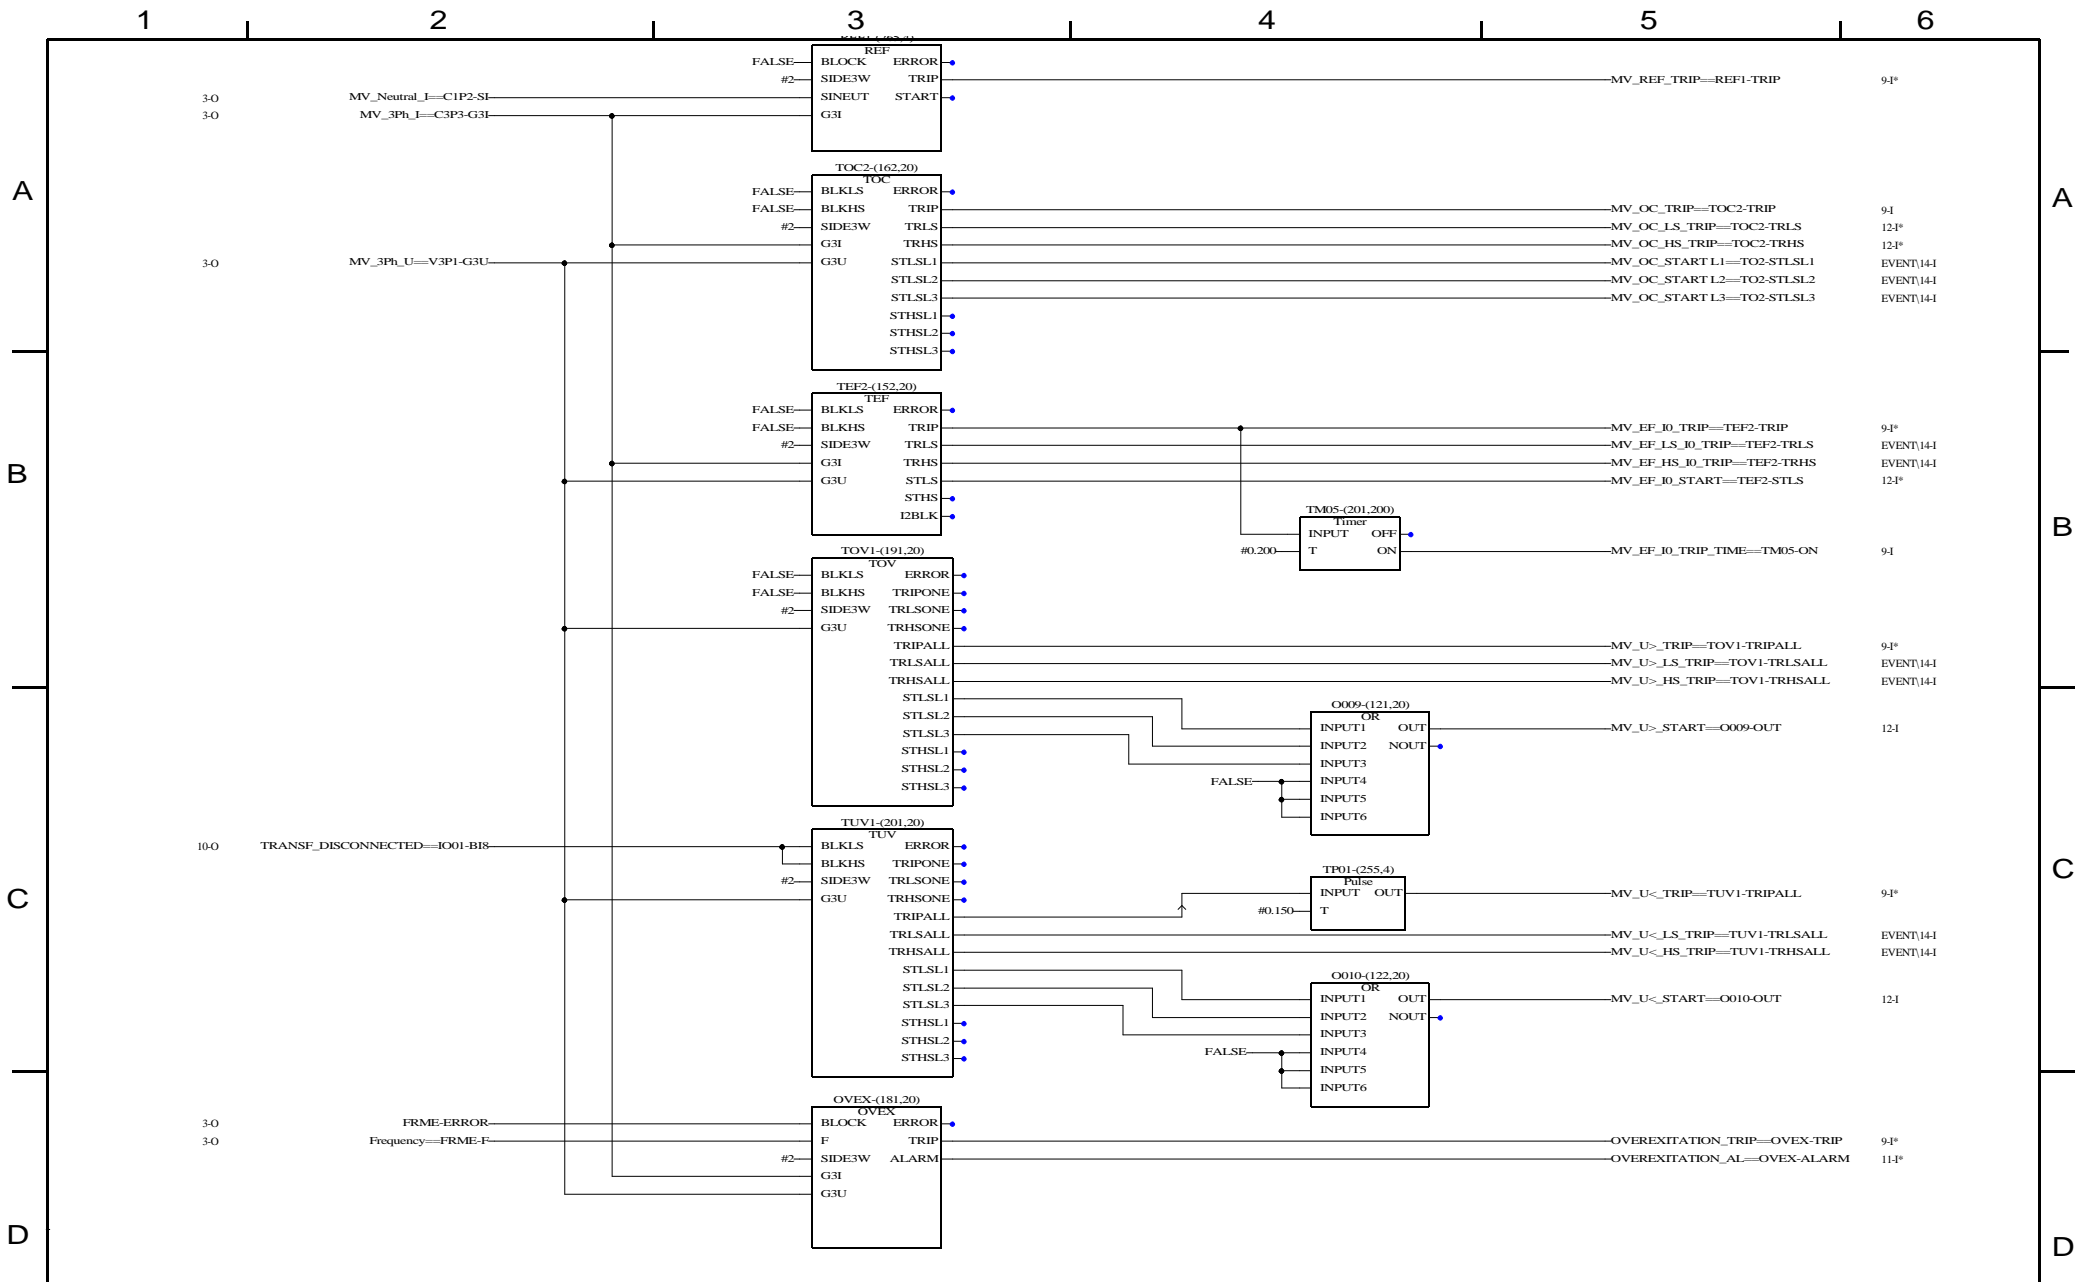 1 2 3 4 5 6
REF
FALSE BLOCK ERROR
#2 SIDE3W TRIP MV_REF_TRIP==REF1-TRIP 9-I*
3-O MV_Neutral_I==C1P2-SI SINEUT START
3-O MV_3Ph_I==C3P3-G3I G3I
TOC2-(162,20)
TOC
A FALSE BLKLS ERROR A
FALSE BLKHS TRIP MV_OC_TRIP==TOC2-TRIP 9-I
#2 SIDE3W TRLS MV_OC_LS_TRIP==TOC2-TRLS 12-I*
G3I TRHS MV_OC_HS_TRIP==TOC2-TRHS 12-I*
3-O MV_3Ph_U==V3P1-G3U G3U STLSL1 MV_OC_START L1==TO2-STLSL1 EVENT\14-I
STLSL2 MV_OC_START L2==TO2-STLSL2 EVENT\14-I
STLSL3 MV_OC_START L3==TO2-STLSL3 EVENT\14-I
STHSL1
STHSL2
STHSL3
TEF2-(152,20)
TEF
FALSE BLKLS ERROR
FALSE BLKHS TRIP MV_EF_I0_TRIP==TEF2-TRIP 9-I*
#2 SIDE3W TRLS MV_EF_LS_I0_TRIP==TEF2-TRLS EVENT\14-I
G3I TRHS MV_EF_HS_I0_TRIP==TEF2-TRHS EVENT\14-I
B G3U STLS MV_EF_I0_START==TEF2-STLS 12-I*
STHS
I2BLK TM05-(201,200)
Timer
INPUT OFF B
#0.200 T ON MV_EF_I0_TRIP_TIME==TM05-ON 9-I
TOV1-(191,20)
TOV
FALSE BLKLS ERROR
FALSE BLKHS TRIPONE
#2 SIDE3W TRLSONE
G3U TRHSONE
TRIPALL MV_U>_TRIP==TOV1-TRIPALL 9-I*
TRLSALL MV_U>_LS_TRIP==TOV1-TRLSALL EVENT\14-I
TRHSALL MV_U>_HS_TRIP==TOV1-TRHSALL EVENT\14-I
STLSL1 O009-(121,20)
STLSL2 OR
INPUT1 OUT MV_U>_START==O009-OUT 12-I
STLSL3 INPUT2 NOUT
STHSL1 INPUT3
STHSL2 FALSE INPUT4
STHSL3 INPUT5
INPUT6
TUV1-(201,20)
TUV
10-O TRANSF_DISCONNECTED==IO01-BI8 BLKLS ERROR
BLKHS TRIPONE TP01-(255,4) C
#2 SIDE3W TRLSONE Pulse
C G3U TRHSONE INPUT OUT MV_U<_TRIP==TUV1-TRIPALL 9-I*
TRIPALL #0.150 T
TRLSALL MV_U<_LS_TRIP==TUV1-TRLSALL EVENT\14-I
TRHSALL MV_U<_HS_TRIP==TUV1-TRHSALL EVENT\14-I
STLSL1 O010-(122,20)
STLSL2 OR
STLSL3 INPUT1 OUT MV_U<_START==O010-OUT 12-I
STHSL1 INPUT2 NOUT
STHSL2 INPUT3
STHSL3 FALSE INPUT4
INPUT5
INPUT6
OVEX-(181,20)
OVEX
3-O FRME-ERROR BLOCK ERROR
3-O Frequency==FRME-F F TRIP OVEREXITATION_TRIP==OVEX-TRIP 9-I*
#2 SIDE3W ALARM OVEREXITATION_AL==OVEX-ALARM 11-I*
G3I
G3U
D D